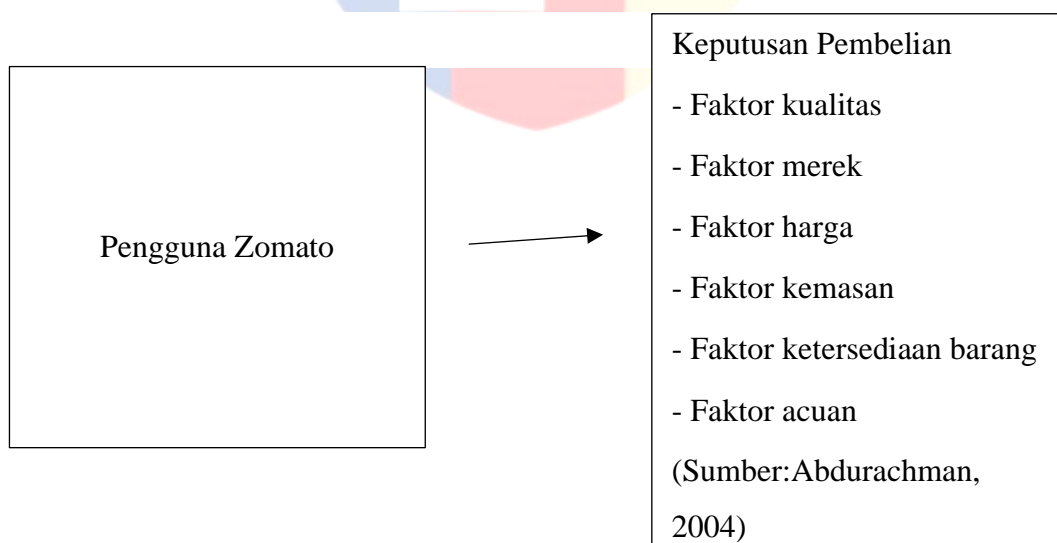 Pengguna Zomato
Keputusan Pembelian
- Faktor kualitas
- Faktor merek
- Faktor harga
- Faktor kemasan
- Faktor ketersediaan barang
- Faktor acuan
(Sumber:Abdurachman,
2004)